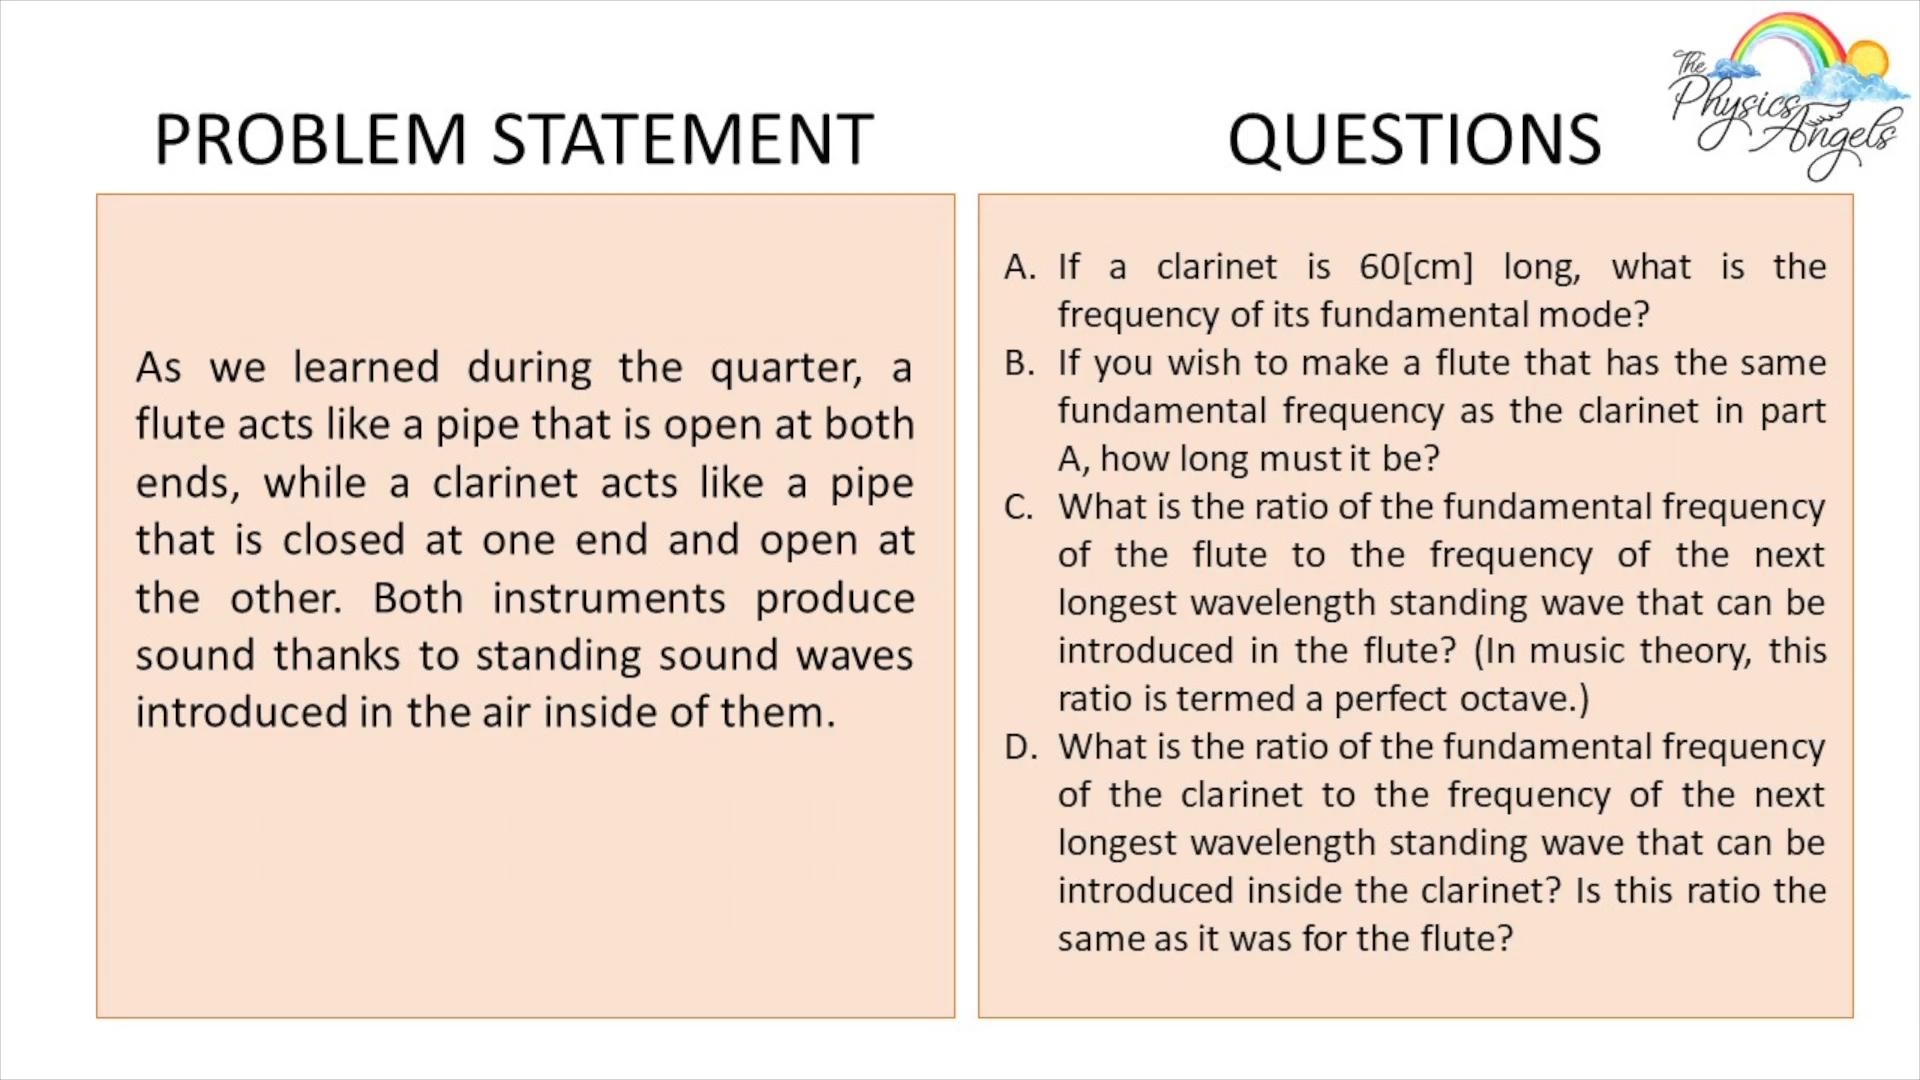 The
Physics
Angels
PROBLEM STATEMENT
As we learned during the quarter, a
flute acts like a pipe that is open at both
ends, while a clarinet acts like a pipe
that is closed at one end and open at
the other. Both instruments produce
sound thanks to standing sound waves
introduced in the air inside of them.
QUESTIONS
A. If a clarinet is 60[cm] long, what is the
frequency of its fundamental mode?
B. If you wish to make a flute that has the same
fundamental frequency as the clarinet in part
A, how long must it be?
C. What is the ratio of the fundamental frequency
of the flute to the frequency of the next
longest wavelength standing wave that can be
introduced in the flute? (In music theory, this
ratio is termed a perfect octave.)
D. What is the ratio of the fundamental frequency
of the clarinet to the frequency of the next
longest wavelength standing wave that can be
introduced inside the clarinet? Is this ratio the
same as it was for the flute?